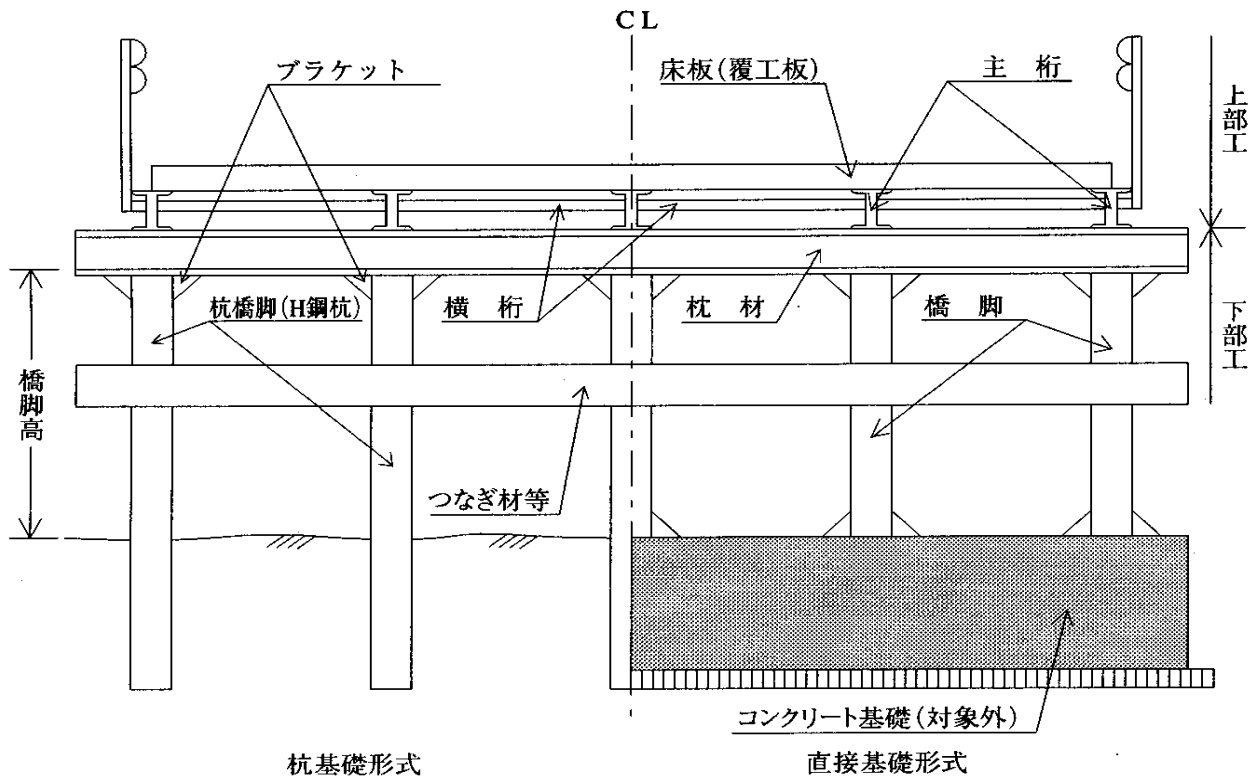 CL
ブラケット
床板(覆工板)
主 桁
上部工
杭橋脚(H鋼杭)
横 桁
枕 材
橋 脚
下部工
橋脚高
つなぎ材等
コンクリート基礎(対象外)
杭基礎形式
直接基礎形式